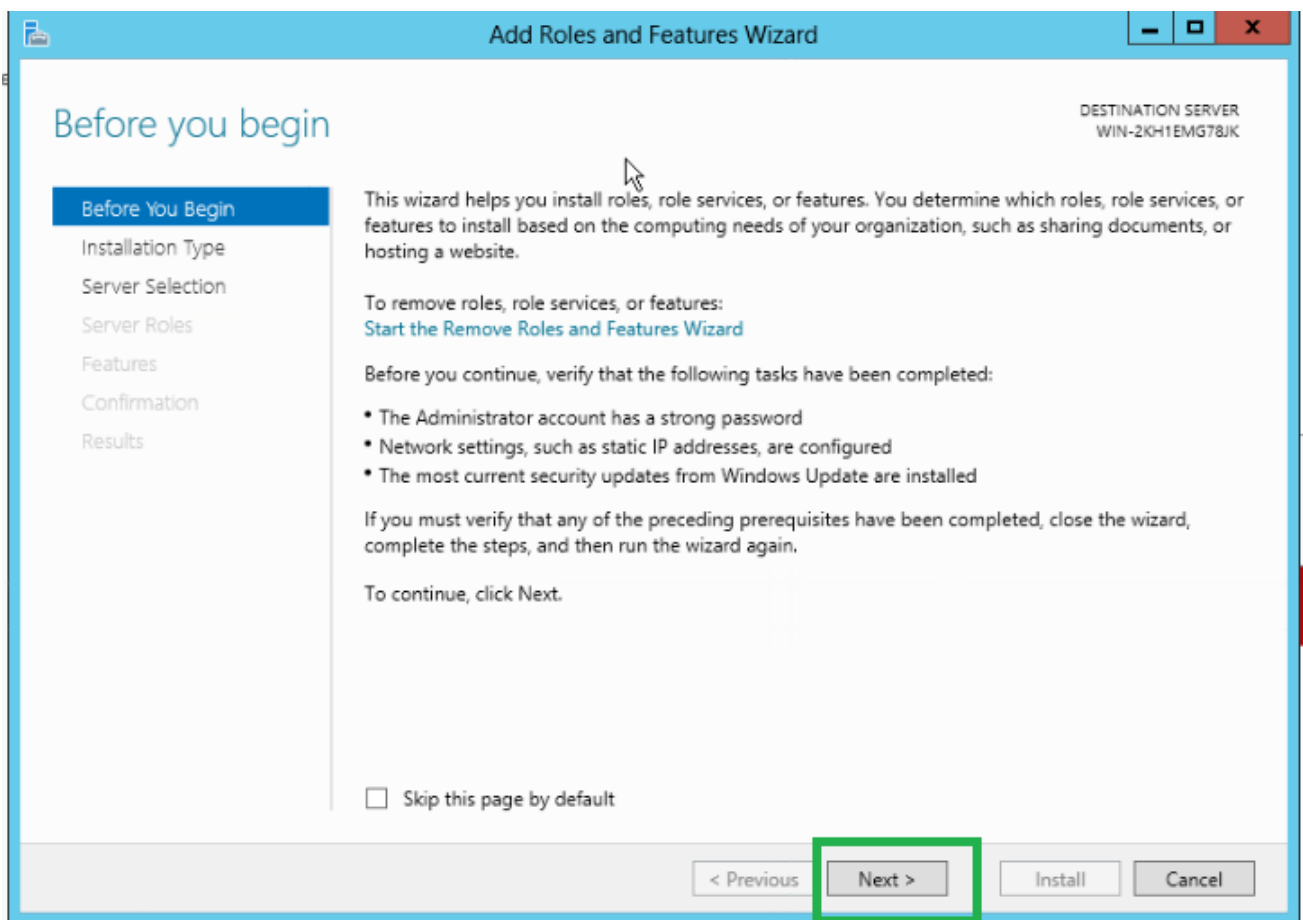 Add Roles and Features Wizard
Before you begin
DESTINATION SERVER
WIN-2KH1EMG78JK
Before You Begin
Installation Type
Server Selection
Server Roles
Features
Confirmation
Results
This wizard helps you install roles, role services, or features. You determine which roles, role services, or
features to install based on the computing needs of your organization, such as sharing documents, or
hosting a website.
To remove roles, role services, or features:
Start the Remove Roles and Features Wizard
Before you continue, verify that the following tasks have been completed:
• The Administrator account has a strong password
• Network settings, such as static IP addresses, are configured
• The most current security updates from Windows Update are installed
If you must verify that any of the preceding prerequisites have been completed, close the wizard,
complete the steps, and then run the wizard again.
To continue, click Next.
Skip this page by default
< Previous
Next >
Install
Cancel